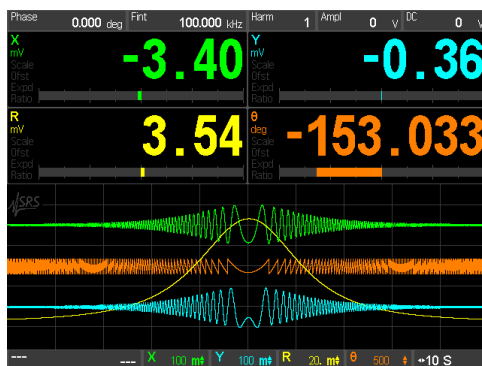 Phase 0.000 deg Fint 100.000 kHz Harm 1 Ampl 0 V DC 0 V
X
mV
Scale
Ofst
Expd
Ratio
-3.40
Y
mV
Scale
Ofst
Expd
Ratio
-0.36
R
mV
Scale
Ofst
Expd
Ratio
3.54
θ
deg
Scale
Ofst
Expd
Ratio
-153.033
SRS
--- --- X 100 m Y 100 m R 20. m θ 500 10 S